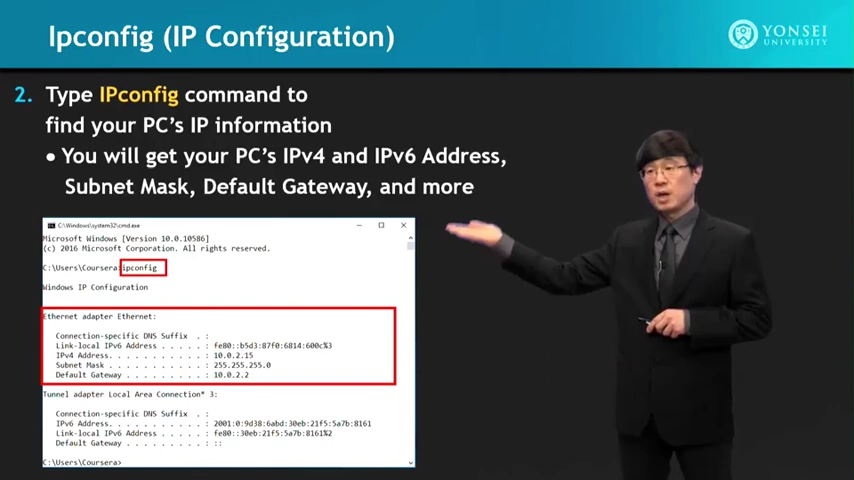 Ipconfig (IP Configuration)
YONSEI
UNIVERSITY
2. Type IPconfig command to
find your PC's IP information
• You will get your PC's IPv4 and IPv6 Address,
Subnet Mask, Default Gateway, and more
C:\Windows\system32\cmd.exe
Microsoft Windows [Version 10.0.10586]
(c) 2016 Microsoft Corporation. All rights reserved.
C:\Users\Coursera>ipconfig
Windows IP Configuration
Ethernet adapter Ethernet:
Connection-specific DNS Suffix . :
Link-local IPv6 Address . . . . . : fe80::b5d3:87f0:6814:600c%3
IPv4 Address. . . . . . . . . . . : 10.0.2.15
Subnet Mask . . . . . . . . . . . : 255.255.255.0
Default Gateway . . . . . . . . . : 10.0.2.2
Tunnel adapter Local Area Connection* 3:
Connection-specific DNS Suffix . :
IPv6 Address. . . . . . . . . . . : 2001:0:9d38:6abd:30eb:21f5:5a7b:8161
Link-local IPv6 Address . . . . . : fe80::30eb:21f5:5a7b:8161%2
Default Gateway . . . . . . . . . : ::
C:\Users\Coursera>